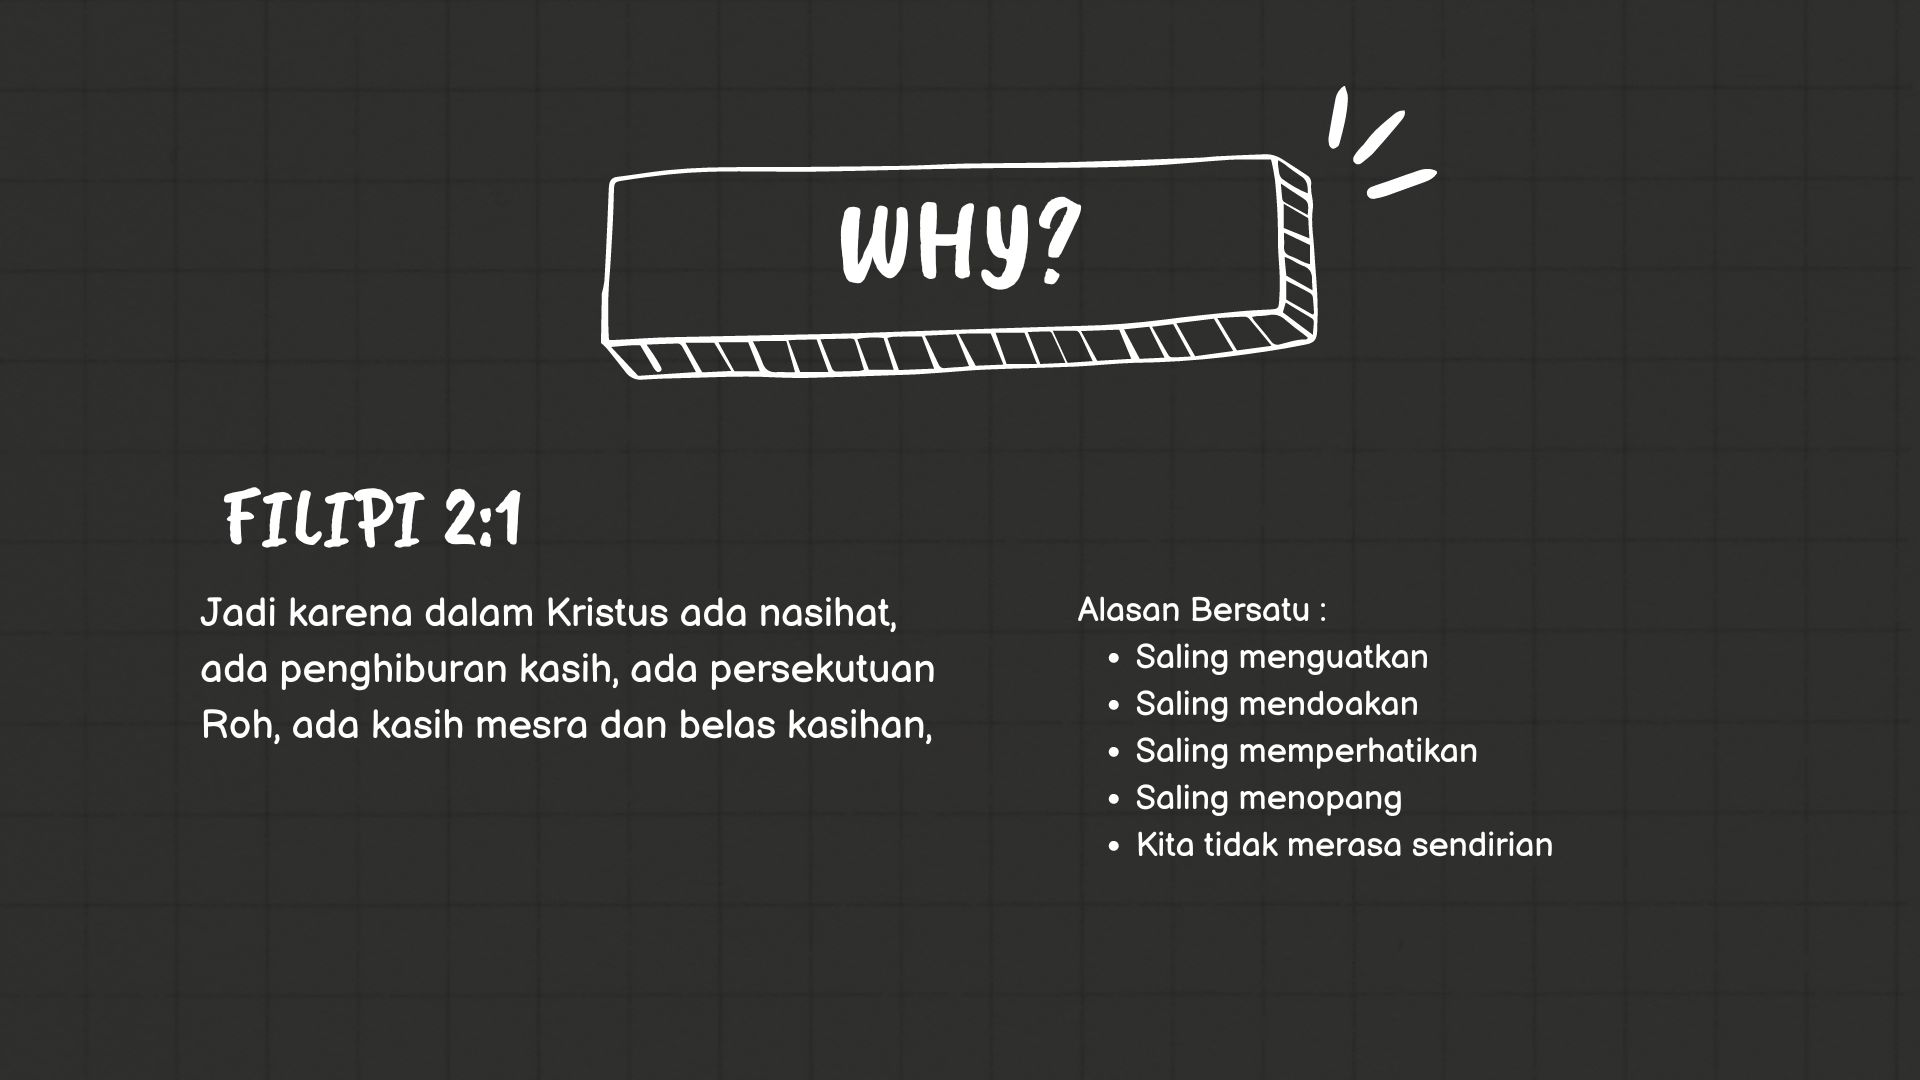 WHY?
FILIPI 2:1
Jadi karena dalam Kristus ada nasihat,
ada penghiburan kasih, ada persekutuan
Roh, ada kasih mesra dan belas kasihan,
Alasan Bersatu :
• Saling menguatkan
• Saling mendoakan
• Saling memperhatikan
• Saling menopang
• Kita tidak merasa sendirian